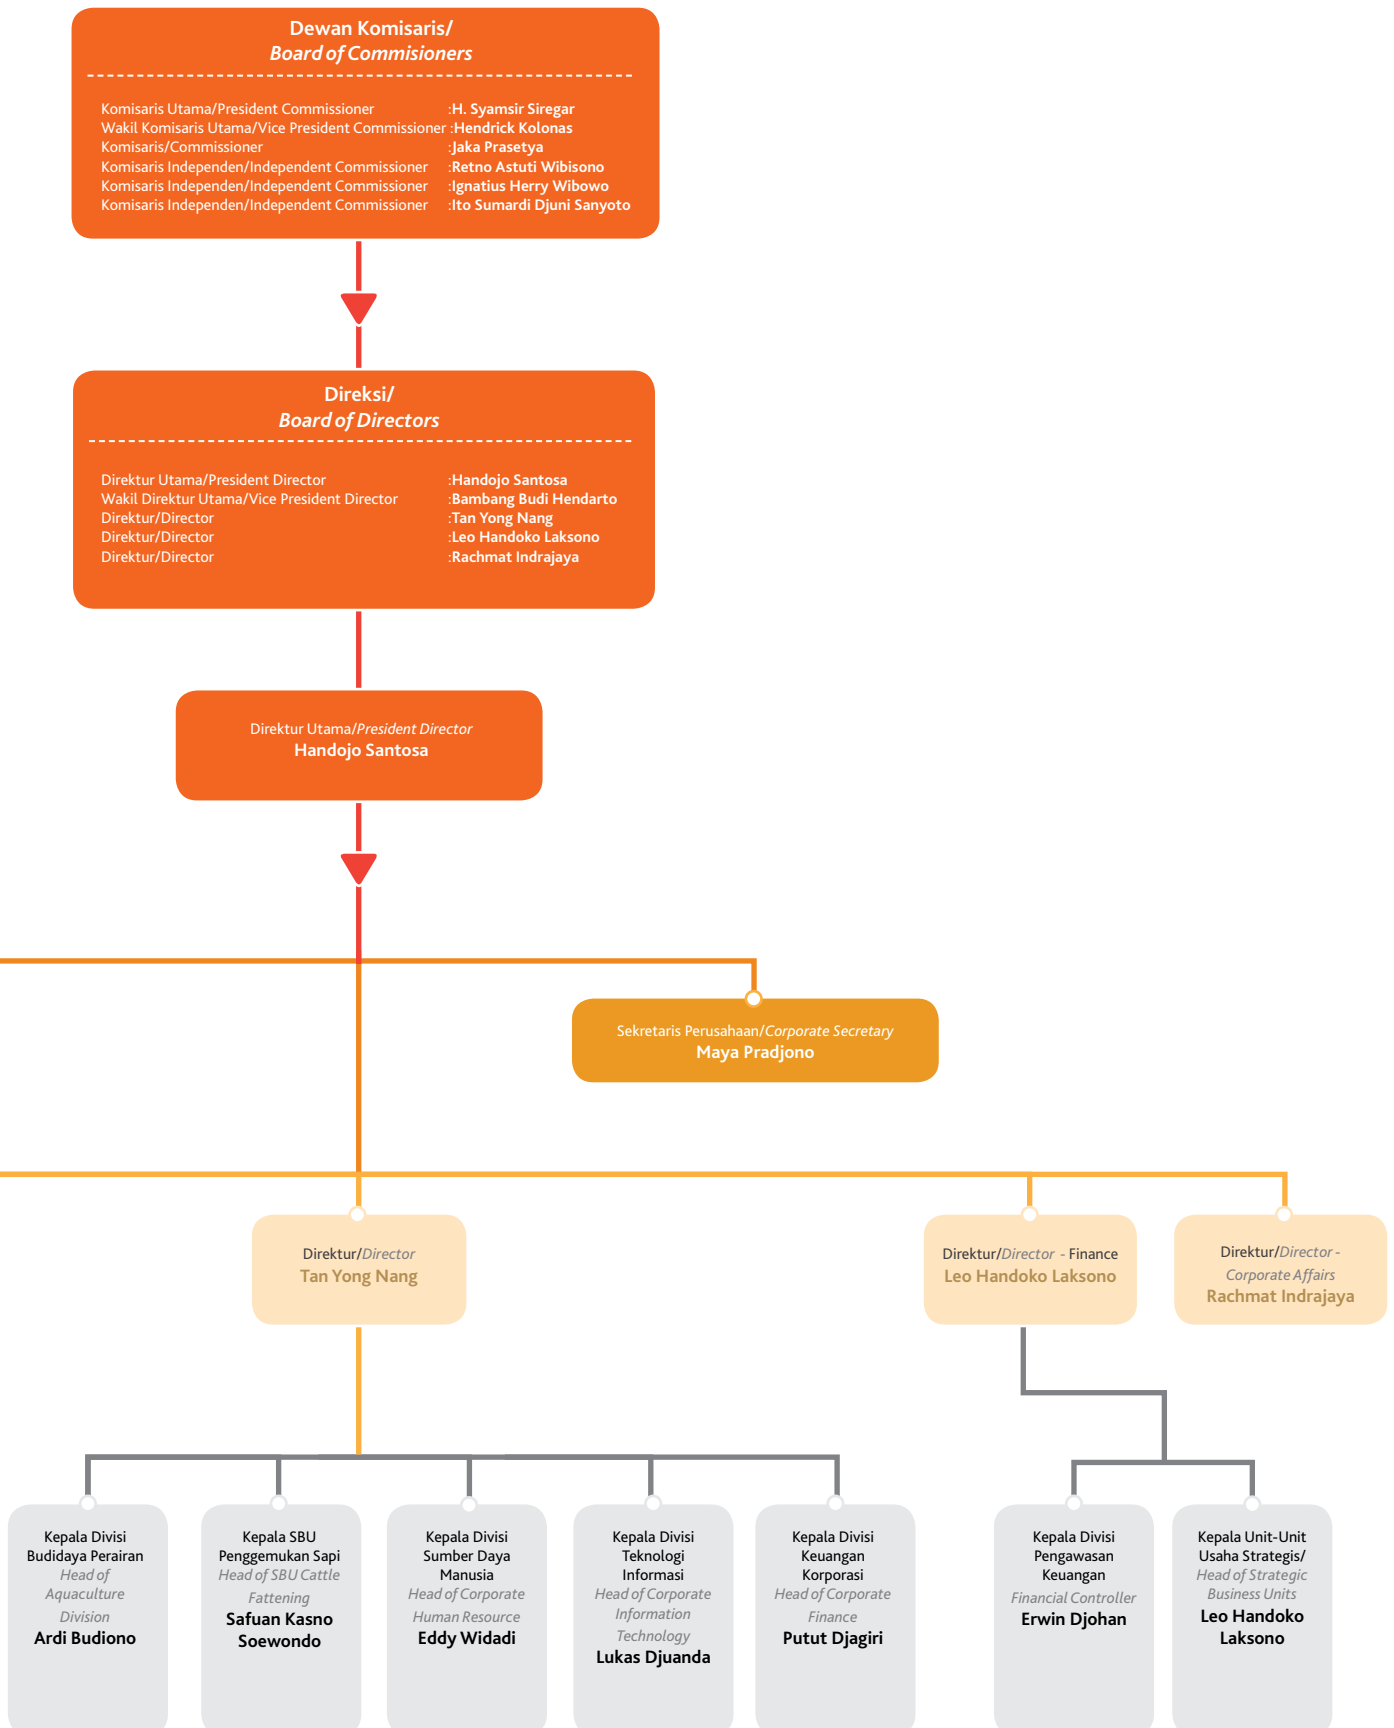 Dewan Komisaris/
Board of Commisioners
Komisaris Utama/President Commissioner :H. Syamsir Siregar
Wakil Komisaris Utama/Vice President Commissioner :Hendrick Kolonas
Komisaris/Commissioner :Jaka Prasetya
Komisaris Independen/Independent Commissioner :Retno Astuti Wibisono
Komisaris Independen/Independent Commissioner :Ignatius Herry Wibowo
Komisaris Independen/Independent Commissioner :Ito Sumardi Djuni Sanyoto
Direksi/
Board of Directors
Direktur Utama/President Director :Handojo Santosa
Wakil Direktur Utama/Vice President Director :Bambang Budi Hendarto
Direktur/Director :Tan Yong Nang
Direktur/Director :Leo Handoko Laksono
Direktur/Director :Rachmat Indrajaya
Direktur Utama/President Director
Handojo Santosa
Sekretaris Perusahaan/Corporate Secretary
Maya Pradjono
Direktur/Director
Tan Yong Nang
Direktur/Director - Finance
Leo Handoko Laksono
Direktur/Director -
Corporate Affairs
Rachmat Indrajaya
Kepala Divisi
Budidaya Perairan
Head of
Aquaculture
Division
Ardi Budiono
Kepala SBU
Penggemukan Sapi
Head of SBU Cattle
Fattening
Safuan Kasno
Soewondo
Kepala Divisi
Sumber Daya
Manusia
Head of Corporate
Human Resource
Eddy Widadi
Kepala Divisi
Teknologi
Informasi
Head of Corporate
Information
Technology
Lukas Djuanda
Kepala Divisi
Keuangan
Korporasi
Head of Corporate
Finance
Putut Djagiri
Kepala Divisi
Pengawasan
Keuangan
Financial Controller
Erwin Djohan
Kepala Unit-Unit
Usaha Strategis/
Head of Strategic
Business Units
Leo Handoko
Laksono